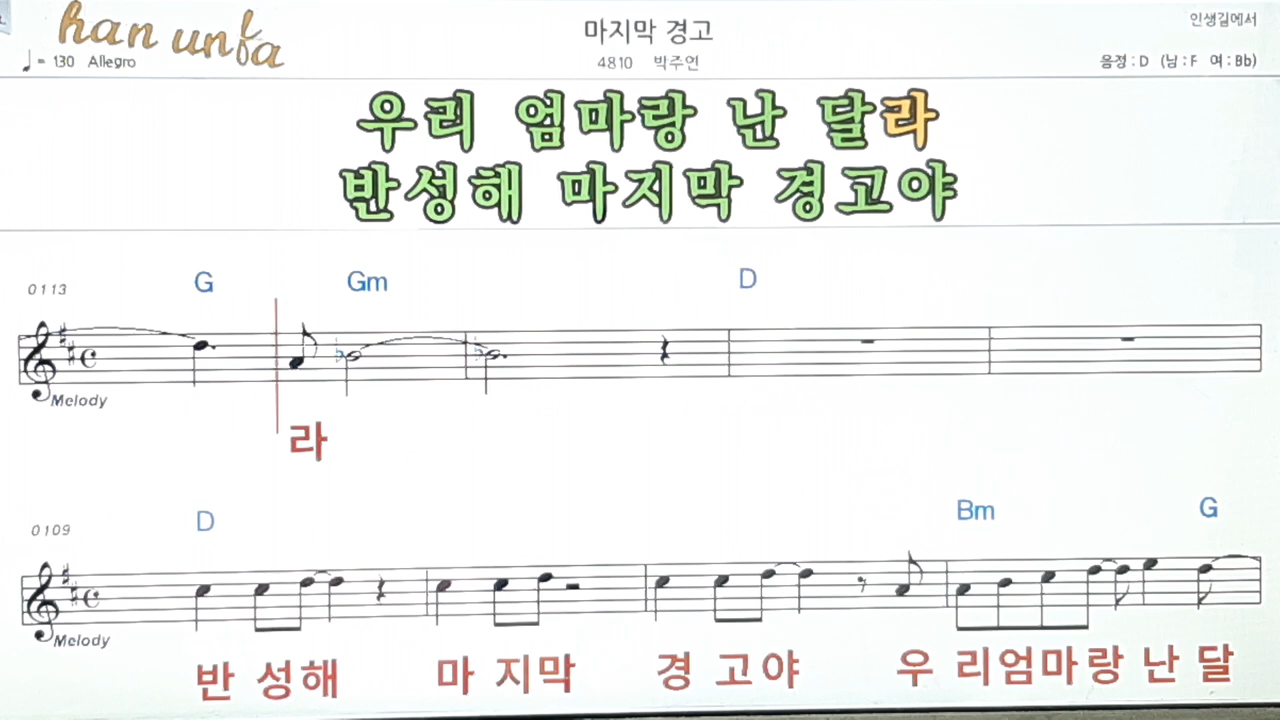 han unfa
마지막 경고
인생길에서
♩= 130 Allegro
4810 박주연
음정 : D (남 : F 여 : Bb)
우리 엄마랑 난 달라
반성해 마지막 경고야
0113
G Gm D
Melody
라
0109
D Bm G
Melody
반 성해 마 지막 경 고야 우 리엄마랑 난 달